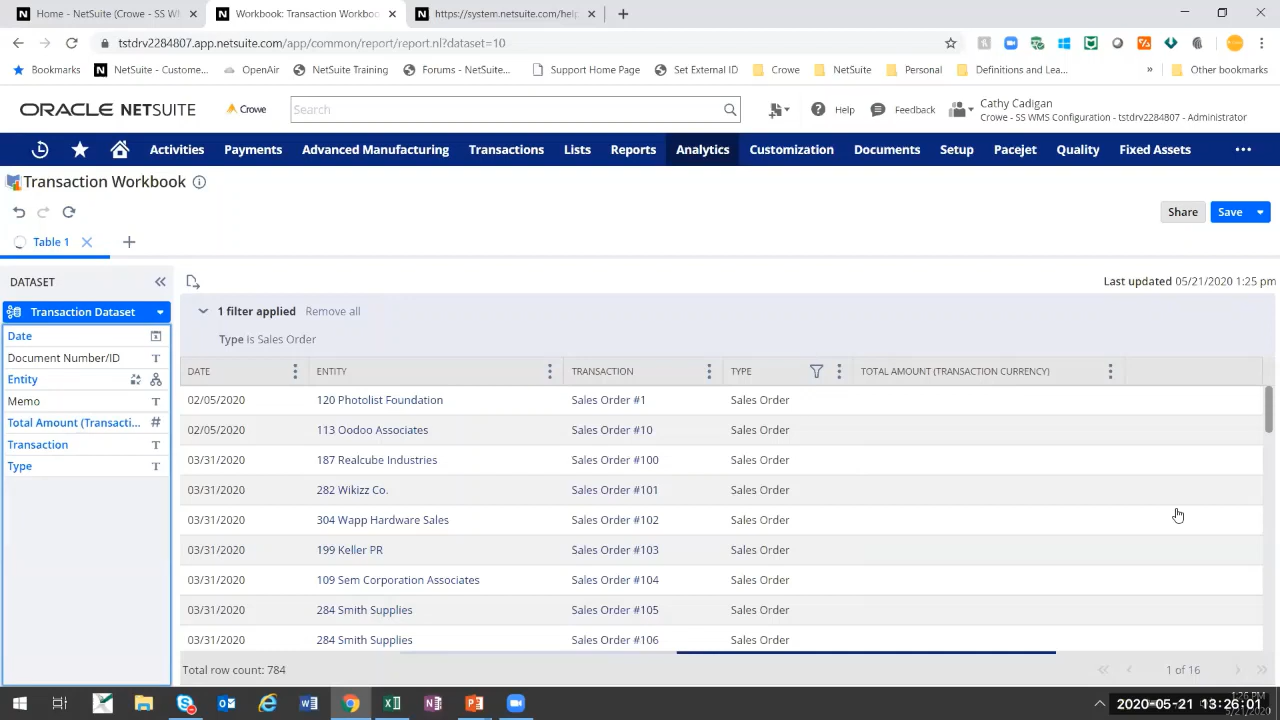 Home - NetSuite (Crowe - SS WM
Workbook: Transaction Workboo
https://system.netsuite.com/help
tstdrv2284807.app.netsuite.com/app/common/report/report.nl?dataset=10
Bookmarks
NetSuite - Custome...
OpenAir
NetSuite Training
Forums - NetSuite...
Support Home Page
Set External ID
Crowe
NetSuite
Personal
Definitions and Lea...
»
Other bookmarks
ORACLE NETSUITE
Crowe
Search
Help
Feedback
Cathy Cadigan
Crowe - SS WMS Configuration - tstdrv2284807 - Administrator
Activities
Payments
Advanced Manufacturing
Transactions
Lists
Reports
Analytics
Customization
Documents
Setup
Pacejet
Quality
Fixed Assets
Transaction Workbook
Share
Save
Table 1
DATASET
Last updated 05/21/2020 1:25 pm
Transaction Dataset
Date
Document Number/ID
Entity
Memo
Total Amount (Transacti...
Transaction
Type
1 filter applied Remove all
Type is Sales Order
DATE ENTITY TRANSACTION TYPE TOTAL AMOUNT (TRANSACTION CURRENCY)
02/05/2020 120 Photolist Foundation Sales Order #1 Sales Order
02/05/2020 113 Oodoo Associates Sales Order #10 Sales Order
03/31/2020 187 Realcube Industries Sales Order #100 Sales Order
03/31/2020 282 Wikizz Co. Sales Order #101 Sales Order
03/31/2020 304 Wapp Hardware Sales Sales Order #102 Sales Order
03/31/2020 199 Keller PR Sales Order #103 Sales Order
03/31/2020 109 Sem Corporation Associates Sales Order #104 Sales Order
03/31/2020 284 Smith Supplies Sales Order #105 Sales Order
03/31/2020 284 Smith Supplies Sales Order #106 Sales Order
Total row count: 784
1 of 16
2020-05-21 13:26:01